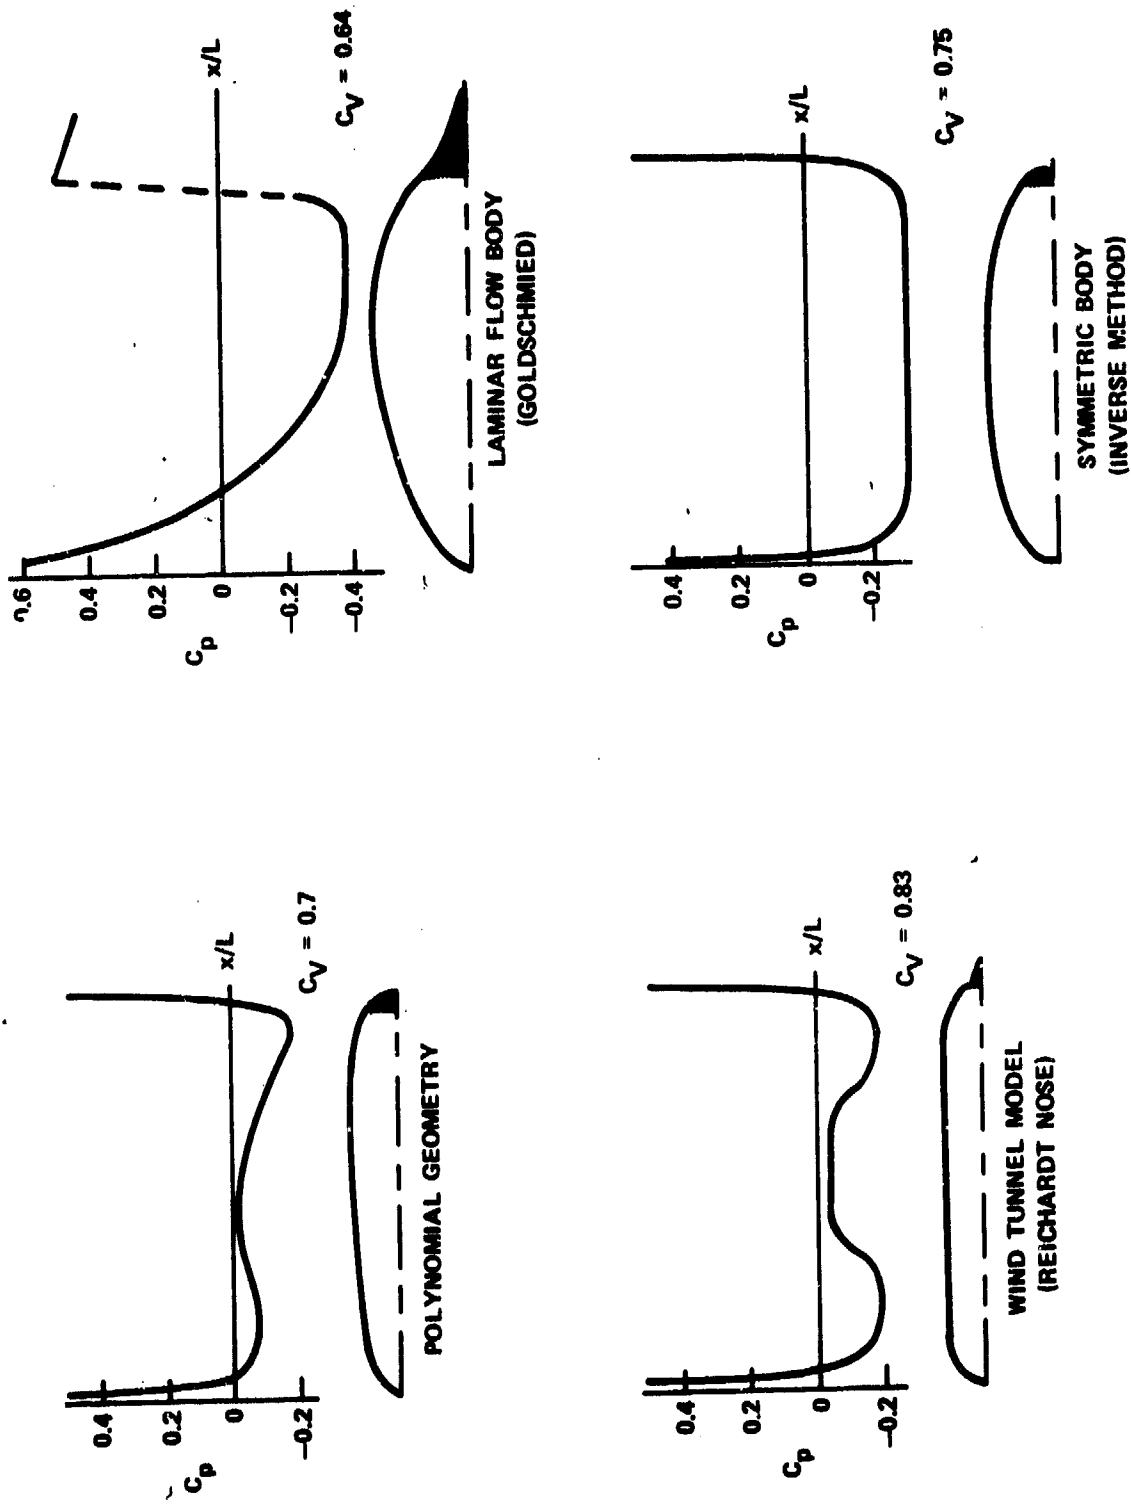 0.4
0.2
0
−0.2
Cp
x/L
CV = 0.7
POLYNOMIAL GEOMETRY
0.6
0.4
0.2
0
−0.2
−0.4
Cp
x/L
CV = 0.64
LAMINAR FLOW BODY
(GOLDSCHMIED)
0.4
0.2
0
−0.2
Cp
x/L
CV = 0.83
WIND TUNNEL MODEL
(REICHARDT NOSE)
0.4
0.2
0
−0.2
Cp
x/L
CV = 0.75
SYMMETRIC BODY
(INVERSE METHOD)